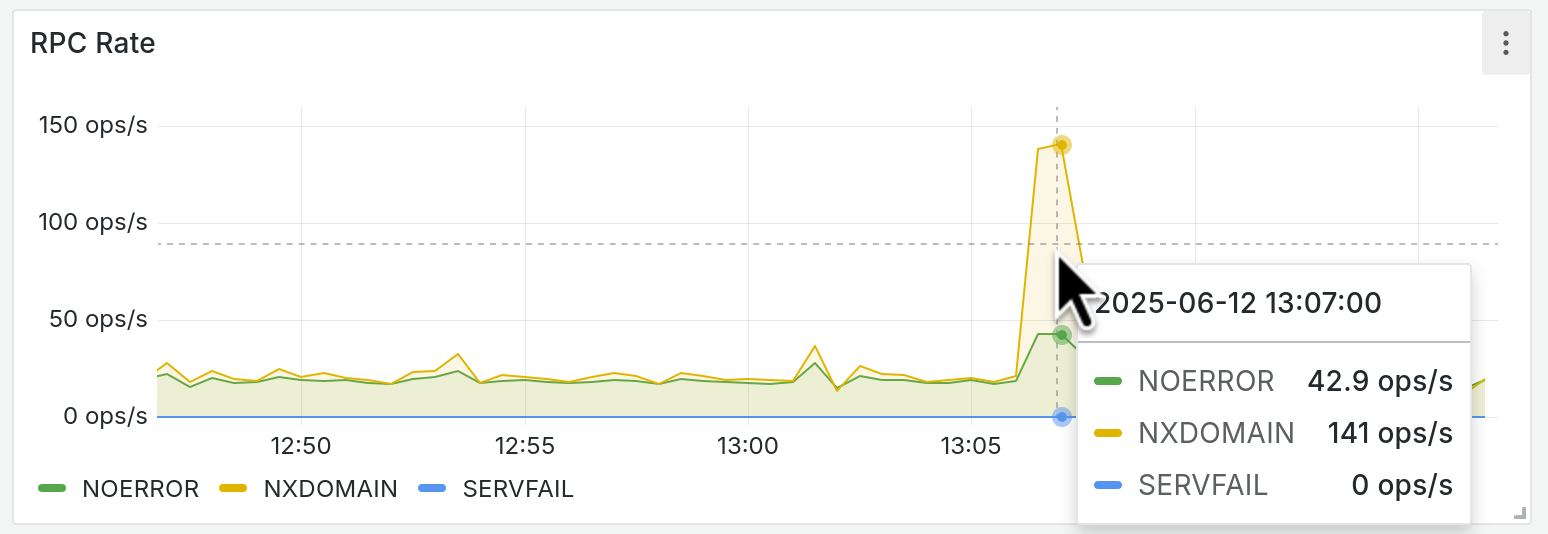 RPC Rate
150 ops/s
100 ops/s
50 ops/s
0 ops/s
12:50 12:55 13:00 13:05
NOERROR NXDOMAIN SERVFAIL
2025-06-12 13:07:00
NOERROR 42.9 ops/s
NXDOMAIN 141 ops/s
SERVFAIL 0 ops/s